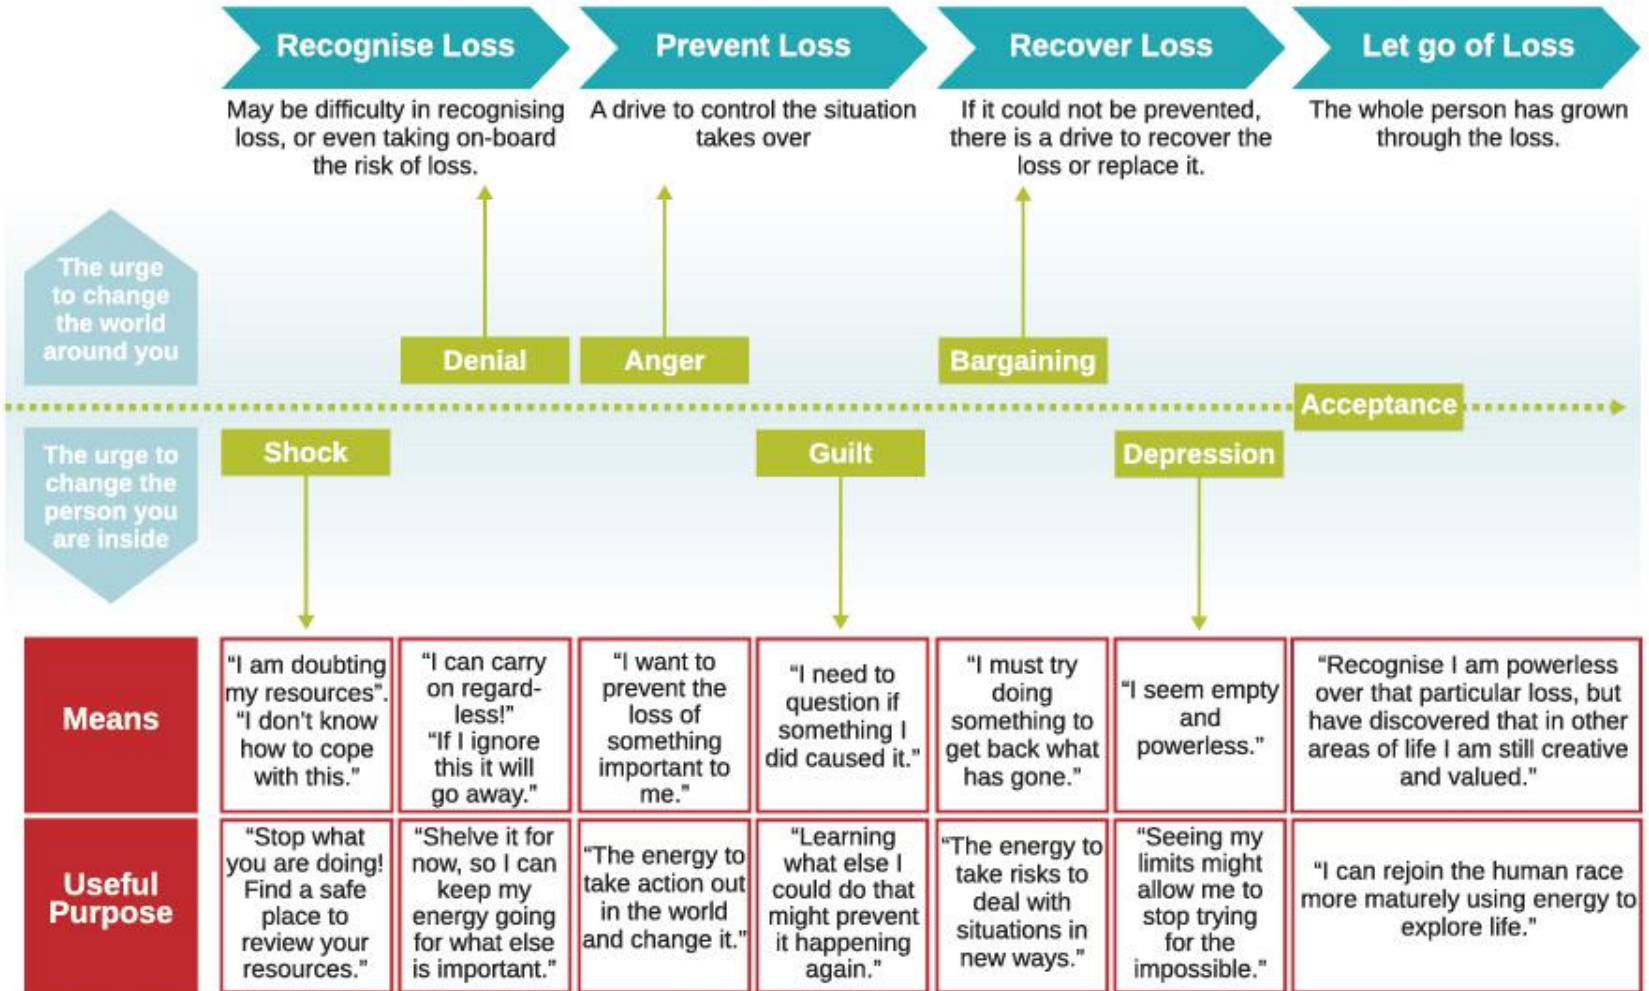 Recognise Loss
Prevent Loss
Recover Loss
Let go of Loss
May be difficulty in recognising
loss, or even taking on-board
the risk of loss.
A drive to control the situation
takes over
If it could not be prevented,
there is a drive to recover the
loss or replace it.
The whole person has grown
through the loss.
The urge
to change
the world
around you
Denial
Anger
Bargaining
Acceptance
The urge to
change the
person you
are inside
Shock
Guilt
Depression
Means
“I am doubting
my resources”.
“I don't know
how to cope
with this.”
“I can carry
on regard-
less!”
“If I ignore
this it will
go away.”
“I want to
prevent the
loss of
something
important to
me.”
“I need to
question if
something I
did caused it.”
“I must try
doing
something to
get back what
has gone.”
“I seem empty
and
powerless.”
“Recognise I am powerless
over that particular loss, but
have discovered that in other
areas of life I am still creative
and valued.”
Useful
Purpose
“Stop what
you are doing!
Find a safe
place to
review your
resources.”
“Shelve it for
now, so I can
keep my
energy going
for what else
is important.”
“The energy to
take action out
in the world
and change it.”
“Learning
what else I
could do that
might prevent
it happening
again.”
“The energy to
take risks to
deal with
situations in
new ways.”
“Seeing my
limits might
allow me to
stop trying
for the
impossible.”
“I can rejoin the human race
more maturely using energy to
explore life.”